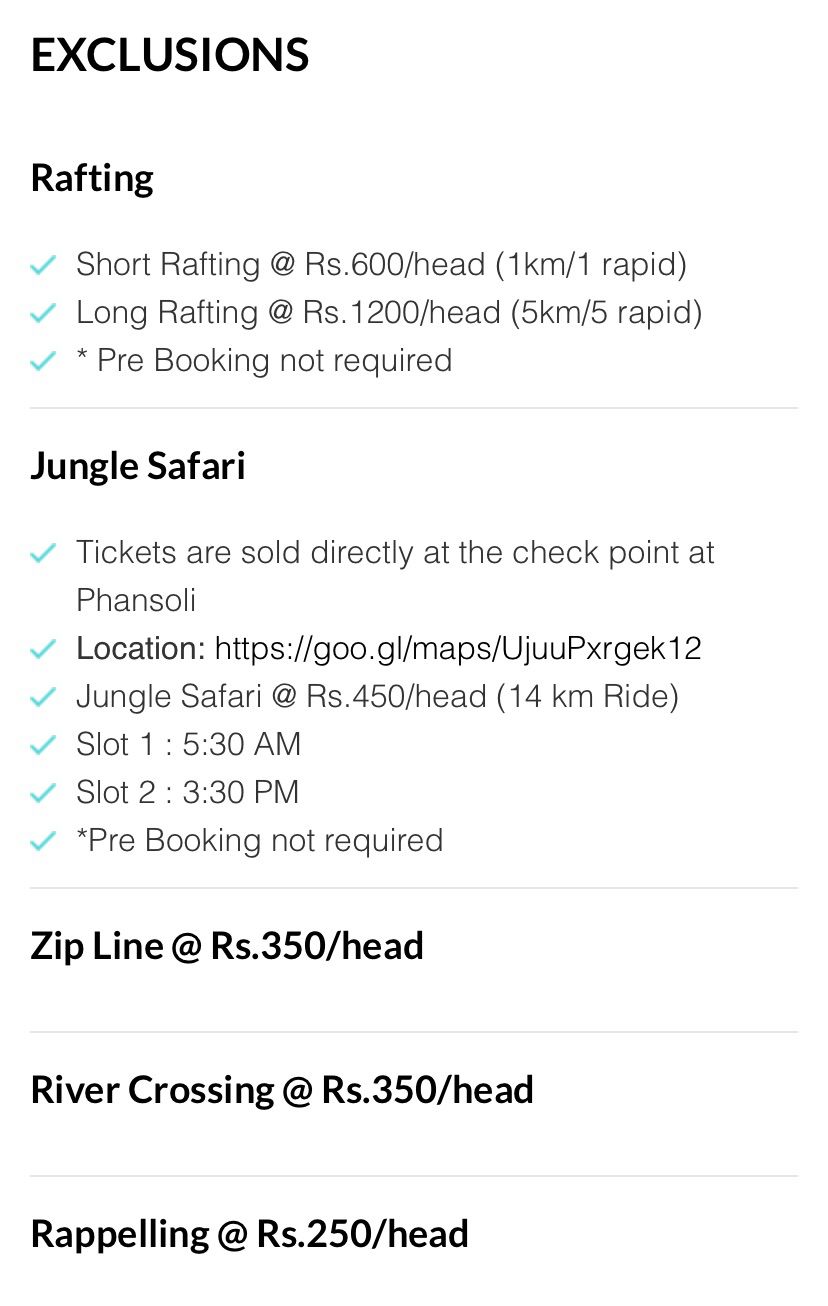 EXCLUSIONS
Rafting
Short Rafting @ Rs.600/head (1km/1 rapid)
Long Rafting @ Rs.1200/head (5km/5 rapid)
* Pre Booking not required
Jungle Safari
Tickets are sold directly at the check point at
Phansoli
Location: https://goo.gl/maps/UjuuPxrgek12
Jungle Safari @ Rs.450/head (14 km Ride)
Slot 1 : 5:30 AM
Slot 2 : 3:30 PM
*Pre Booking not required
Zip Line @ Rs.350/head
River Crossing @ Rs.350/head
Rappelling @ Rs.250/head